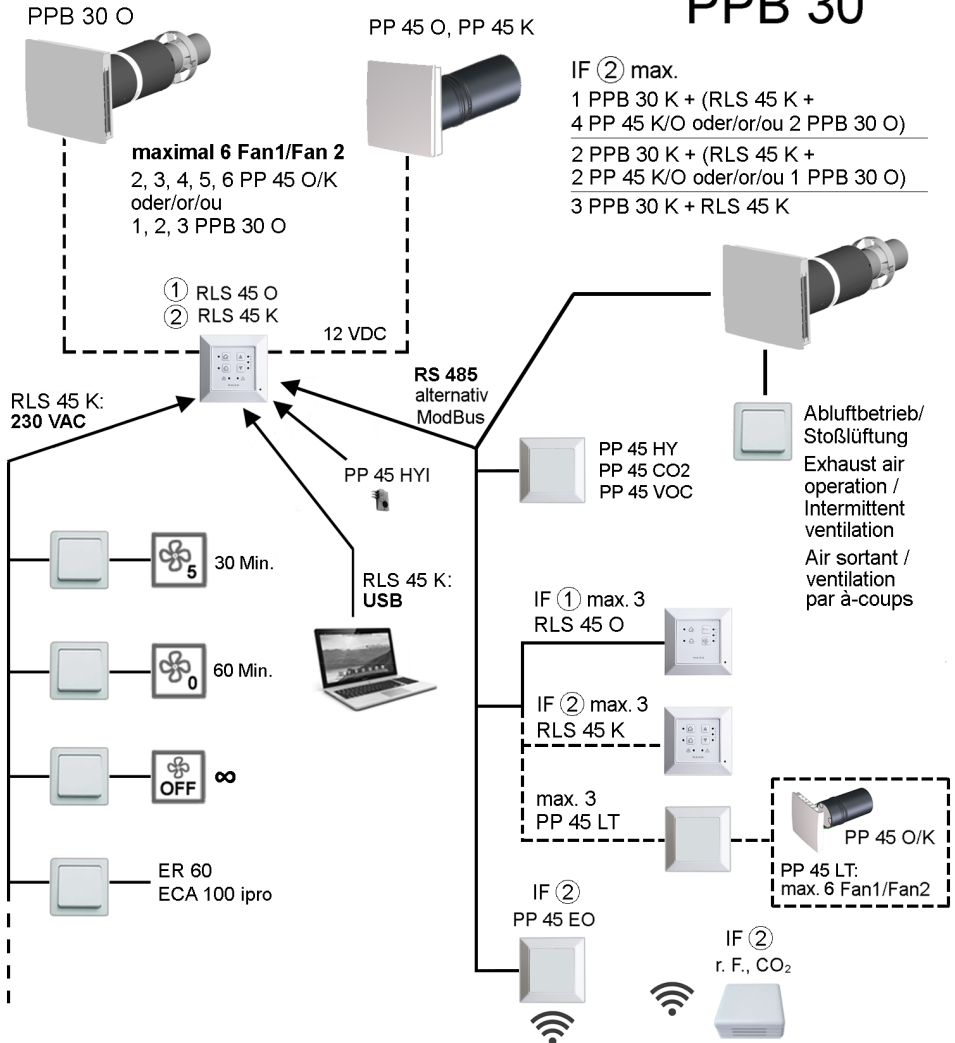 PPB 30
PPB 30 O
PP 45 O, PP 45 K
IF ② max.
1 PPB 30 K + (RLS 45 K +
4 PP 45 K/O oder/or/ou 2 PPB 30 O)
2 PPB 30 K + (RLS 45 K +
2 PP 45 K/O oder/or/ou 1 PPB 30 O)
3 PPB 30 K + RLS 45 K
maximal 6 Fan1/Fan 2
2, 3, 4, 5, 6 PP 45 O/K
oder/or/ou
1, 2, 3 PPB 30 O
① RLS 45 O
② RLS 45 K
12 VDC
RS 485
alternativ
ModBus
RLS 45 K:
230 VAC
PP 45 HYI
PP 45 HY
PP 45 CO2
PP 45 VOC
Abluftbetrieb/
Stoßlüftung
Exhaust air
operation /
Intermittent
ventilation
Air sortant /
ventilation
par à-coups
5
30 Min.
RLS 45 K:
USB
0
60 Min.
IF ① max. 3
RLS 45 O
IF ② max. 3
RLS 45 K
OFF
∞
max. 3
PP 45 LT
PP 45 O/K
PP 45 LT:
max. 6 Fan1/Fan2
ER 60
ECA 100 ipro
IF ②
PP 45 EO
IF ②
r. F., CO₂